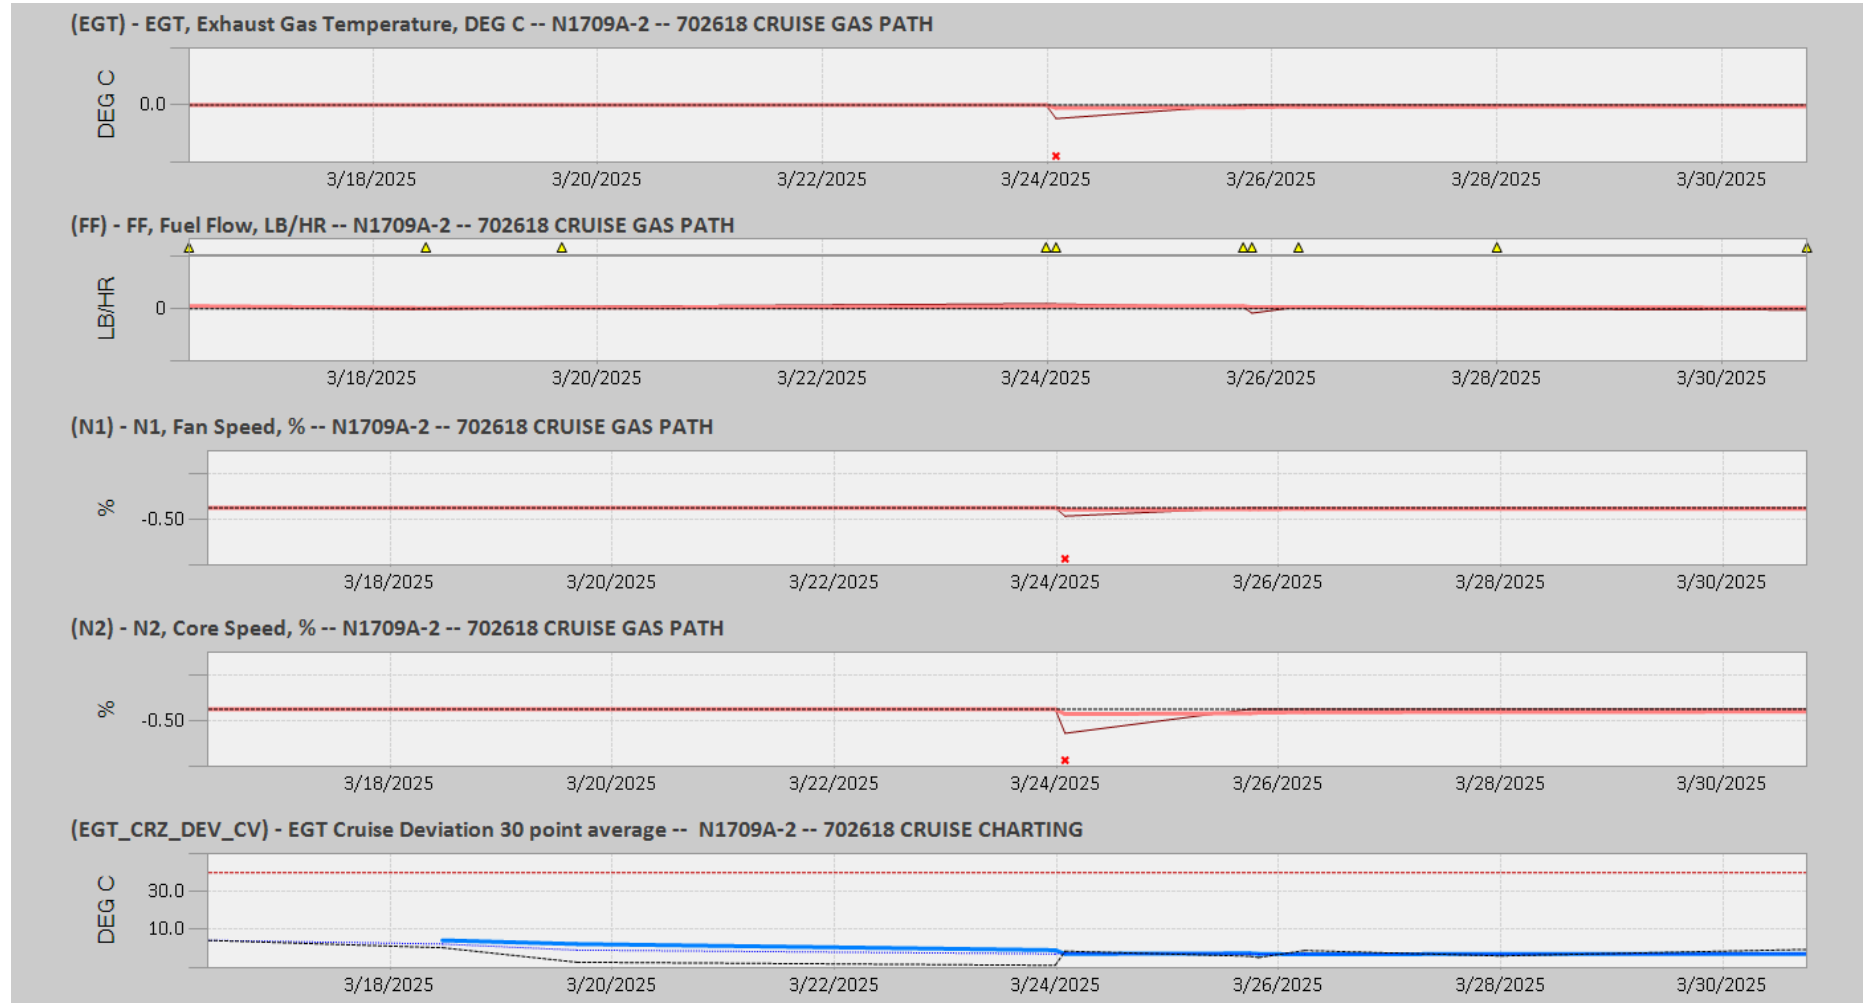 (EGT) - EGT, Exhaust Gas Temperature, DEG C -- N1709A-2 -- 702618 CRUISE GAS PATH
DEG C
0.0
3/18/2025 3/20/2025 3/22/2025 3/24/2025 3/26/2025 3/28/2025 3/30/2025
(FF) - FF, Fuel Flow, LB/HR -- N1709A-2 -- 702618 CRUISE GAS PATH
LB/HR
0
3/18/2025 3/20/2025 3/22/2025 3/24/2025 3/26/2025 3/28/2025 3/30/2025
(N1) - N1, Fan Speed, % -- N1709A-2 -- 702618 CRUISE GAS PATH
%
-0.50
3/18/2025 3/20/2025 3/22/2025 3/24/2025 3/26/2025 3/28/2025 3/30/2025
(N2) - N2, Core Speed, % -- N1709A-2 -- 702618 CRUISE GAS PATH
%
-0.50
3/18/2025 3/20/2025 3/22/2025 3/24/2025 3/26/2025 3/28/2025 3/30/2025
(EGT_CRZ_DEV_CV) - EGT Cruise Deviation 30 point average -- N1709A-2 -- 702618 CRUISE CHARTING
DEG C
30.0
10.0
3/18/2025 3/20/2025 3/22/2025 3/24/2025 3/26/2025 3/28/2025 3/30/2025